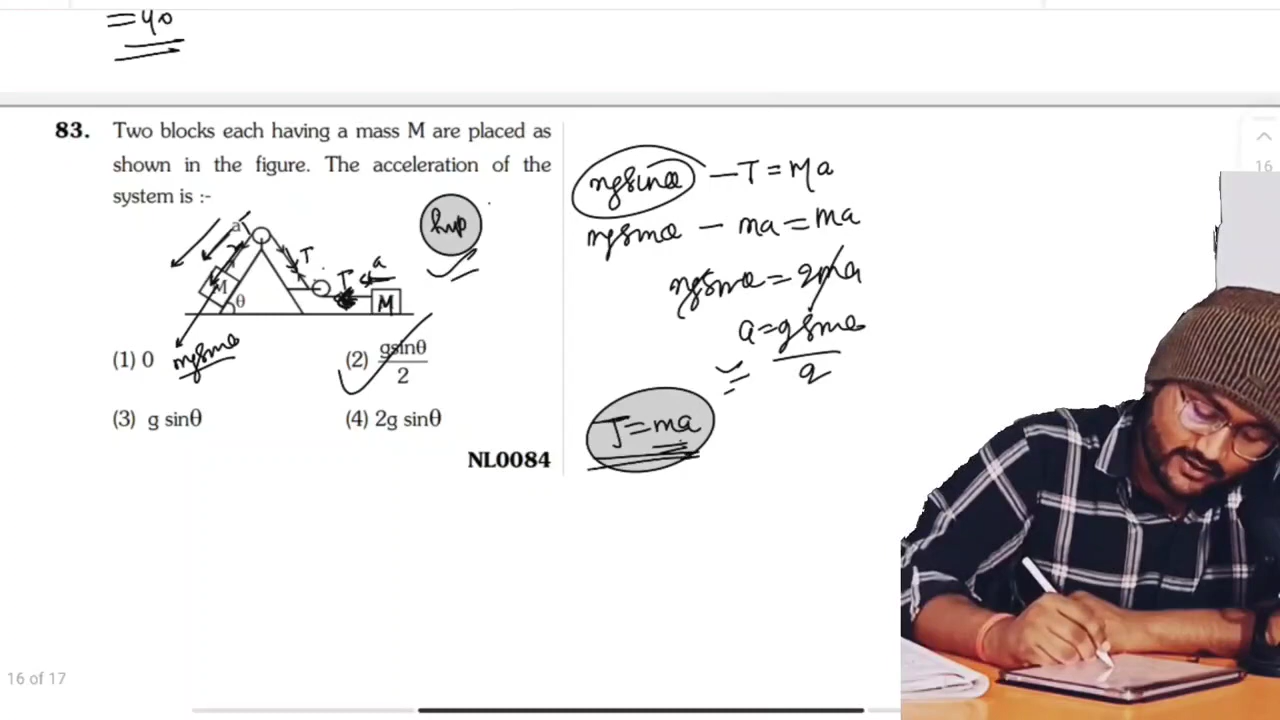 =40
83. Two blocks each having a mass M are placed as
shown in the figure. The acceleration of the
system is :-
a
T
T
a
M
θ
M
hyp
mgsinθ
(1) 0
(2) gsinθ/2
(3) g sinθ
(4) 2g sinθ
NL0084
mgsinθ – T = Ma
mgsinθ – ma = ma
mgsinθ = 2ma
a = gsinθ
2
T = ma
16
16 of 17